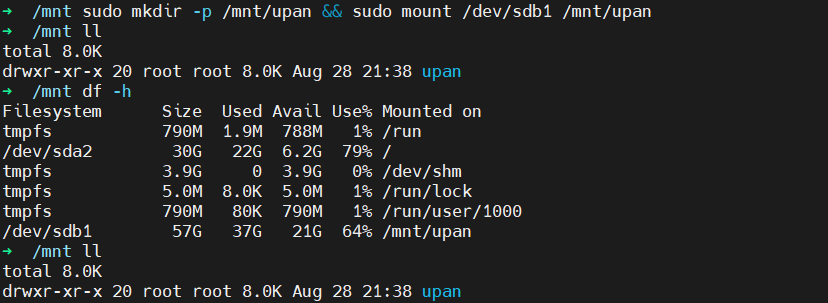 ➜  /mnt sudo mkdir -p /mnt/upan && sudo mount /dev/sdb1 /mnt/upan
➜  /mnt ll
total 8.0K
drwxr-xr-x 20 root root 8.0K Aug 28 21:38 upan
➜  /mnt df -h
Filesystem      Size  Used Avail Use% Mounted on
tmpfs           790M  1.9M  788M   1% /run
/dev/sda2        30G   22G  6.2G  79% /
tmpfs           3.9G     0  3.9G   0% /dev/shm
tmpfs           5.0M  8.0K  5.0M   1% /run/lock
tmpfs           790M   80K  790M   1% /run/user/1000
/dev/sdb1        57G   37G   21G  64% /mnt/upan
➜  /mnt ll
total 8.0K
drwxr-xr-x 20 root root 8.0K Aug 28 21:38 upan